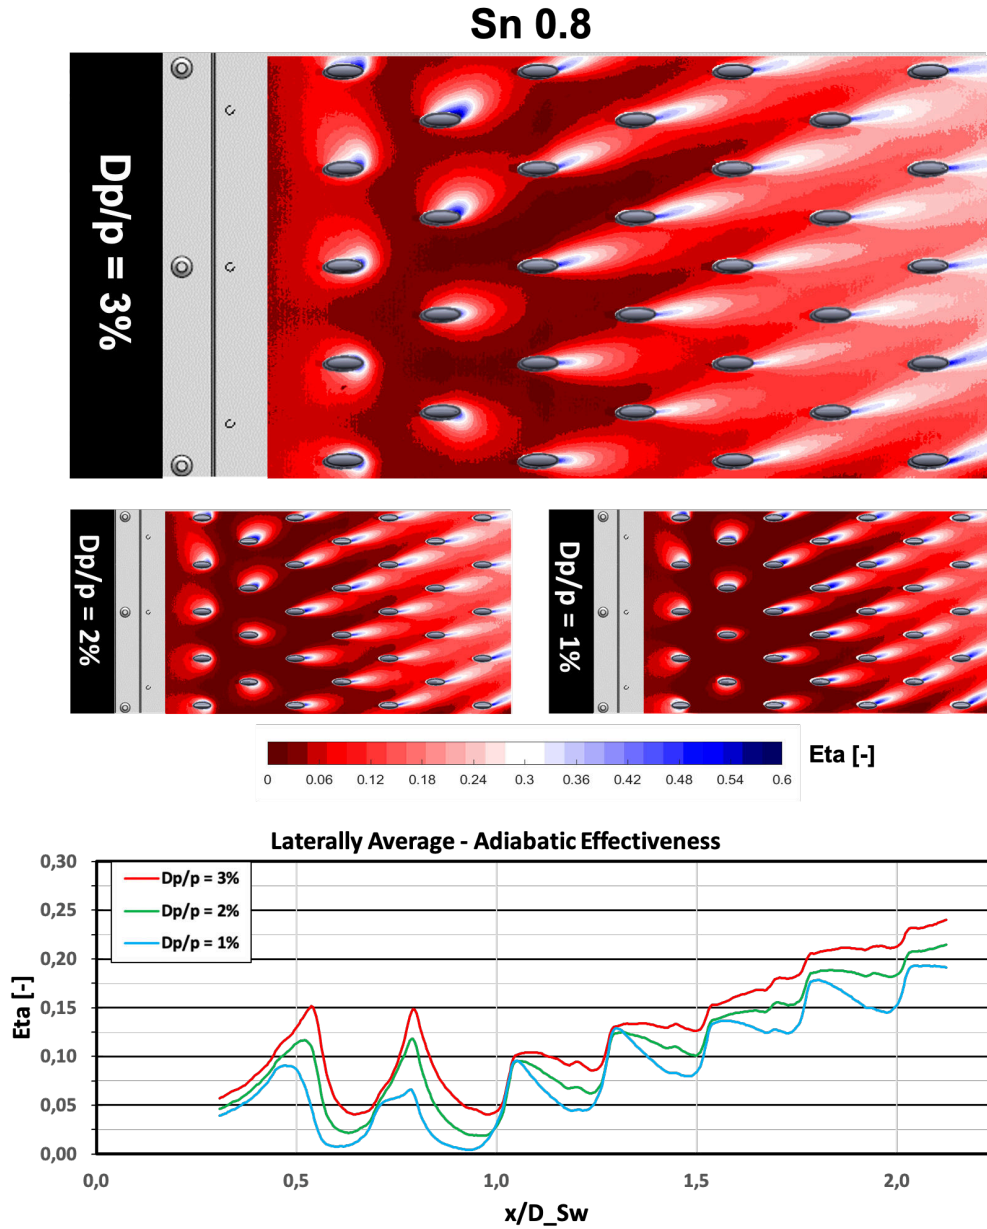 Sn 0.8
Dp/p = 3%
Dp/p = 2%
Dp/p = 1%
0 0.06 0.12 0.18 0.24 0.3 0.36 0.42 0.48 0.54 0.6
Eta [-]
Laterally Average - Adiabatic Effectiveness
Dp/p = 3%
Dp/p = 2%
Dp/p = 1%
0,30
0,25
0,20
0,15
0,10
0,05
0,00
Eta [-]
0,0 0,5 1,0 1,5 2,0
x/D_Sw